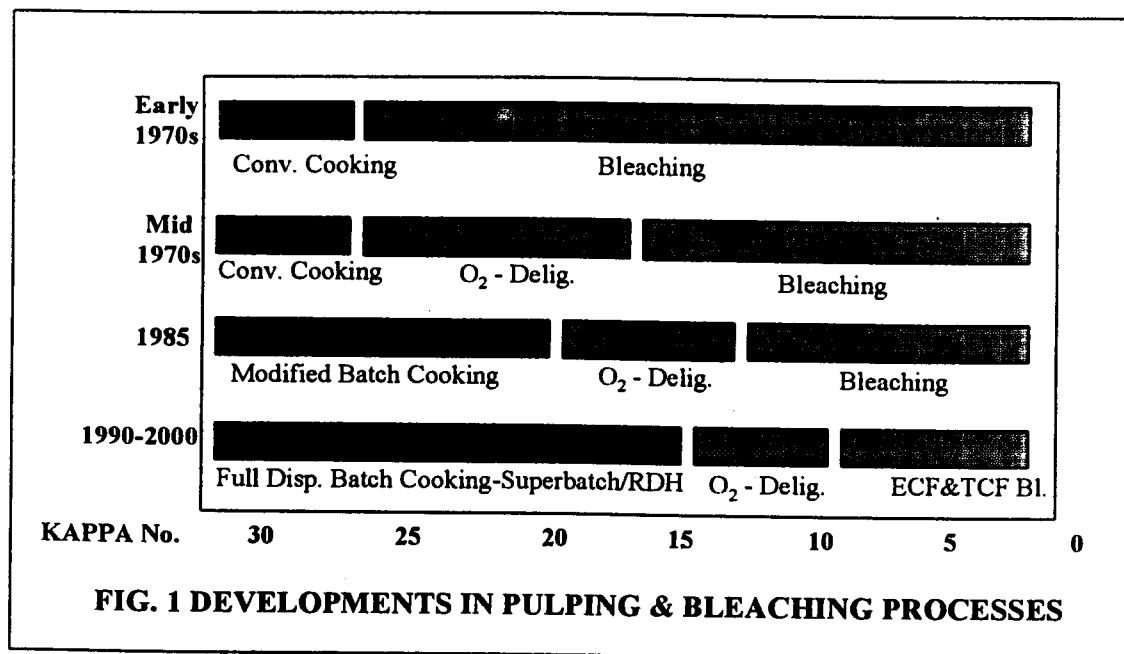 Early
1970s
Conv. Cooking Bleaching
Mid
1970s
Conv. Cooking O₂ - Delig. Bleaching
1985
Modified Batch Cooking O₂ - Delig. Bleaching
1990-2000
Full Disp. Batch Cooking-Superbatch/RDH O₂ - Delig. ECF&TCF Bl.
KAPPA No. 30 25 20 15 10 5 0
FIG. 1 DEVELOPMENTS IN PULPING & BLEACHING PROCESSES